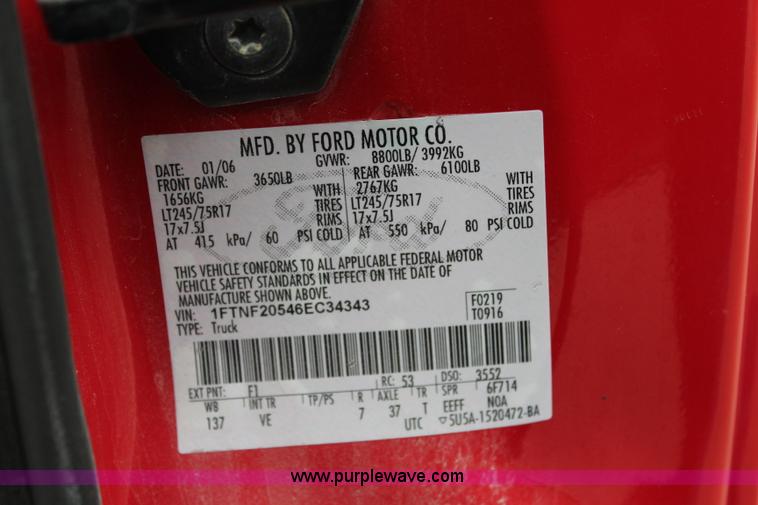 MFD. BY FORD MOTOR CO.
DATE: 01/06 GVWR: 8800LB/ 3992KG
FRONT GAWR: 3650LB REAR GAWR: 6100LB
1656KG WITH 2767KG WITH
LT245/75R17 TIRES LT245/75R17 TIRES
17x7.5J RIMS 17x7.5J RIMS
AT 415 kPa/ 60 PSI COLD AT 550 kPa/ 80 PSI COLD
Ford
THIS VEHICLE CONFORMS TO ALL APPLICABLE FEDERAL MOTOR
VEHICLE SAFETY STANDARDS IN EFFECT ON THE DATE OF
MANUFACTURE SHOWN ABOVE.
VIN: 1FTNF20546EC34343 F0219
TYPE: Truck T0916
EXT PNT: F1 RC: 53 DSO: 3552
WB INT TR TP/PS R AXLE TR SPR 6F714
137 VE 7 37 T EEFF NOA
UTC ▽5U5A-1520472-BA
www.purplewave.com